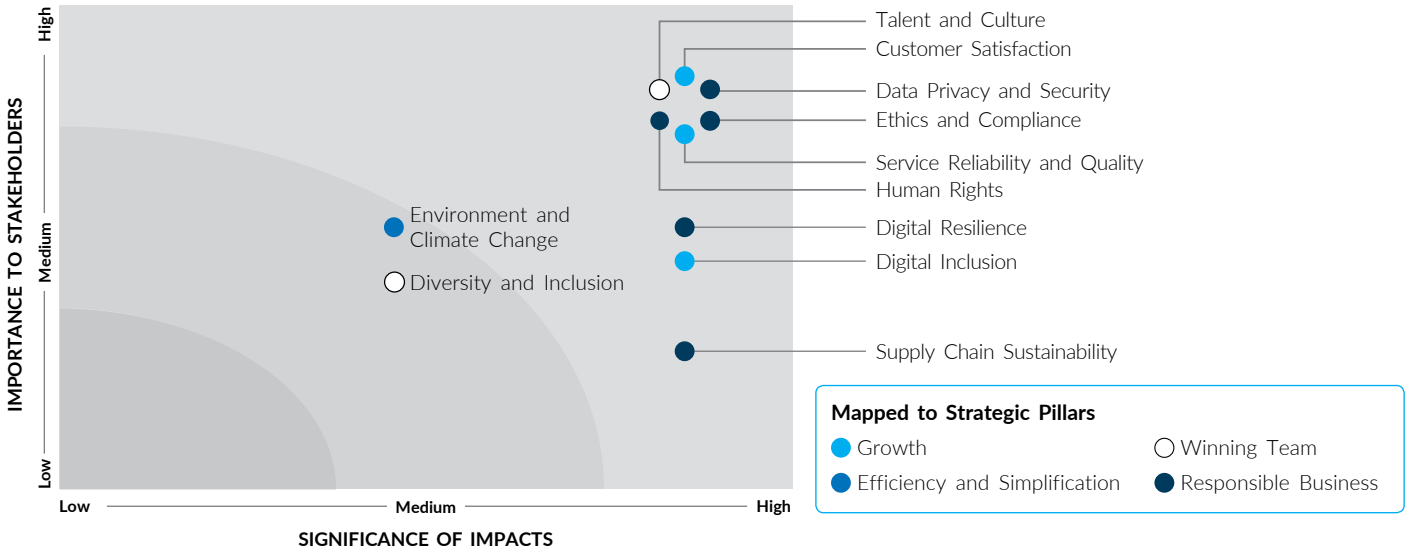 IMPORTANCE TO STAKEHOLDERS
High
Medium
Low
Talent and Culture
Customer Satisfaction
Data Privacy and Security
Ethics and Compliance
Service Reliability and Quality
Human Rights
Environment and
Climate Change
Digital Resilience
Digital Inclusion
Diversity and Inclusion
Supply Chain Sustainability
Mapped to Strategic Pillars
Growth
Winning Team
Efficiency and Simplification
Responsible Business
Low
Medium
High
SIGNIFICANCE OF IMPACTS